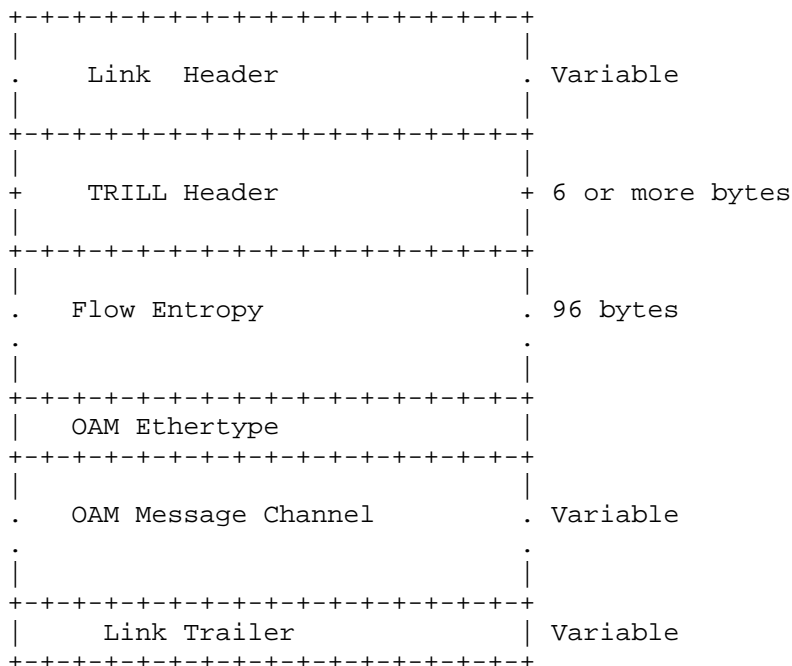 +-+-+-+-+-+-+-+-+-+-+-+-+-+-+-+-+
|                               |
.    Link  Header               . Variable
|                               |
+-+-+-+-+-+-+-+-+-+-+-+-+-+-+-+-+
|                               |
+    TRILL Header               + 6 or more bytes
|                               |
+-+-+-+-+-+-+-+-+-+-+-+-+-+-+-+-+
|                               |
.   Flow Entropy                . 96 bytes
.                               .
|                               |
+-+-+-+-+-+-+-+-+-+-+-+-+-+-+-+-+
|   OAM Ethertype               |
+-+-+-+-+-+-+-+-+-+-+-+-+-+-+-+-+
|                               |
.   OAM Message Channel         . Variable
.                               .
|                               |
+-+-+-+-+-+-+-+-+-+-+-+-+-+-+-+-+
|     Link Trailer              | Variable
+-+-+-+-+-+-+-+-+-+-+-+-+-+-+-+-+